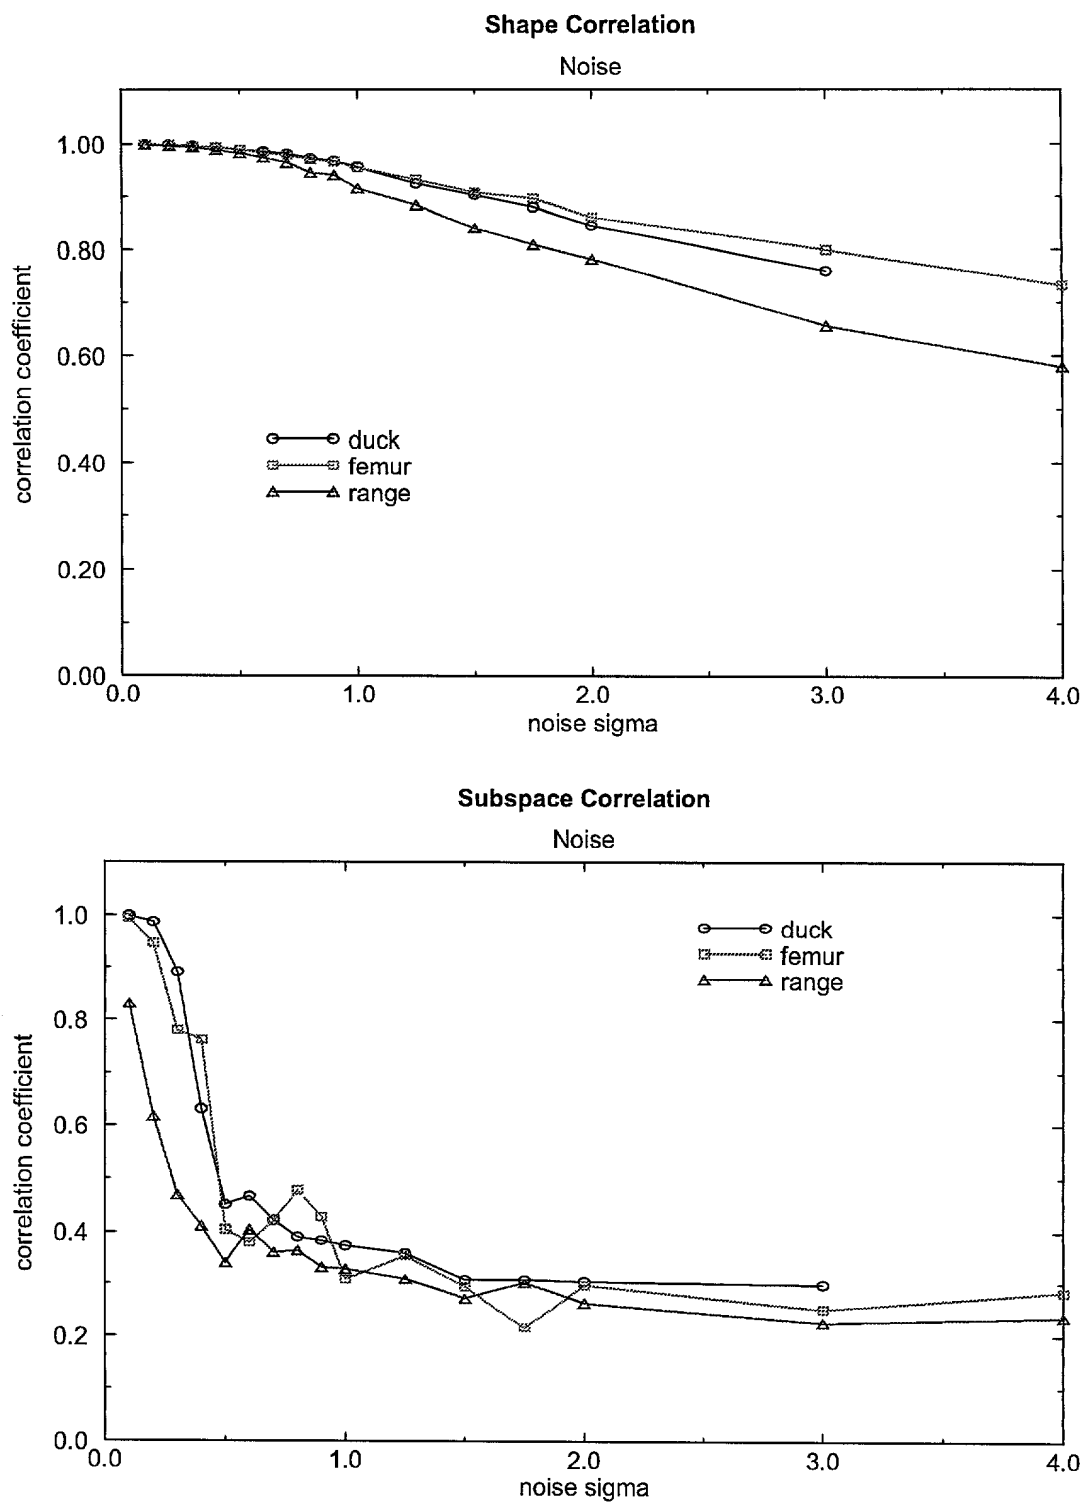 Shape Correlation
Noise
1.00
0.80
0.60
0.40
0.20
0.00
correlation coefficient
duck
femur
range
0.0 1.0 2.0 3.0 4.0
noise sigma
Subspace Correlation
Noise
1.0
0.8
0.6
0.4
0.2
0.0
correlation coefficient
duck
femur
range
0.0 1.0 2.0 3.0 4.0
noise sigma